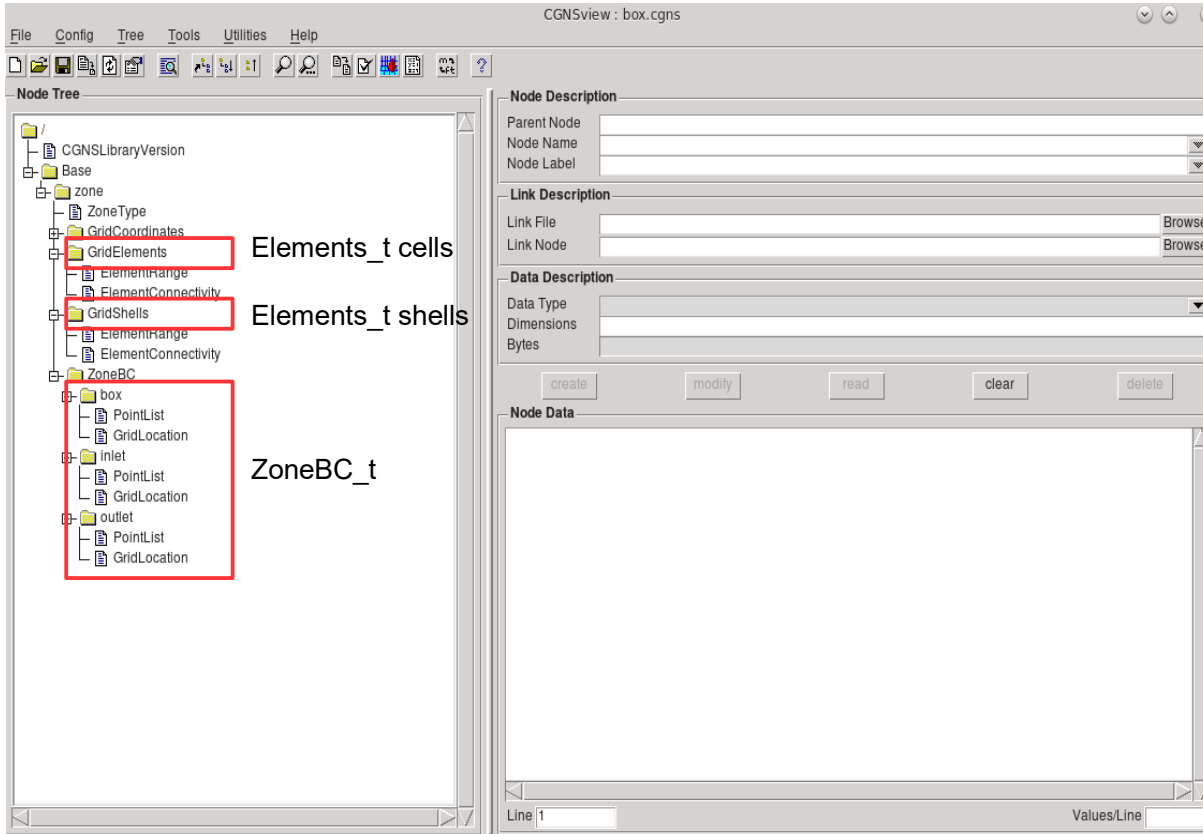 CGNSview : box.cgns
File Config Tree Tools Utilities Help
Node Tree
/
CGNSLibraryVersion
Base
zone
ZoneType
GridCoordinates
GridElements
ElementRange
ElementConnectivity
GridShells
ElementRange
ElementConnectivity
ZoneBC
box
PointList
GridLocation
inlet
PointList
GridLocation
outlet
PointList
GridLocation
Elements_t cells
Elements_t shells
ZoneBC_t
Node Description
Parent Node
Node Name
Node Label
Link Description
Link File Browse
Link Node Browse
Data Description
Data Type
Dimensions
Bytes
create modify read clear delete
Node Data
Line 1 Values/Line